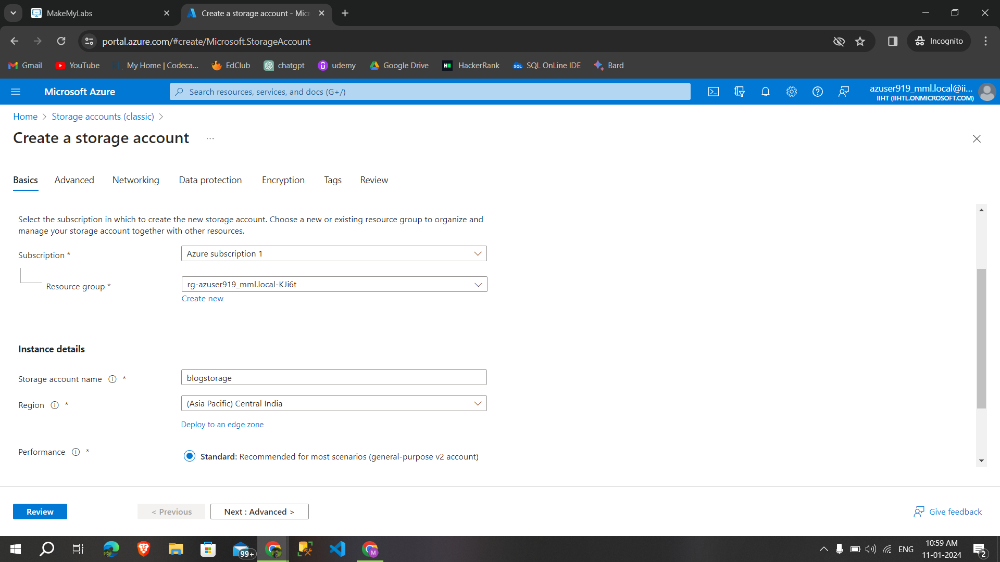 MakeMyLabs
Create a storage account - Micr
portal.azure.com/#create/Microsoft.StorageAccount
Incognito
Gmail YouTube My Home | Codeca... EdClub chatgpt udemy Google Drive HackerRank SQL OnLine IDE Bard
Microsoft Azure
Search resources, services, and docs (G+/)
azuser919_mml.local@ii...
IIHT (IIHTL.ONMICROSOFT.COM)
Home > Storage accounts (classic) >
Create a storage account ...
Basics Advanced Networking Data protection Encryption Tags Review
Select the subscription in which to create the new storage account. Choose a new or existing resource group to organize and
manage your storage account together with other resources.
Subscription *
Azure subscription 1
Resource group *
rg-azuser919_mml.local-KJi6t
Create new
Instance details
Storage account name *
blogstorage
Region *
(Asia Pacific) Central India
Deploy to an edge zone
Performance *
Standard: Recommended for most scenarios (general-purpose v2 account)
Review
< Previous
Next : Advanced >
Give feedback
99+
M
ENG
10:59 AM
11-01-2024
2